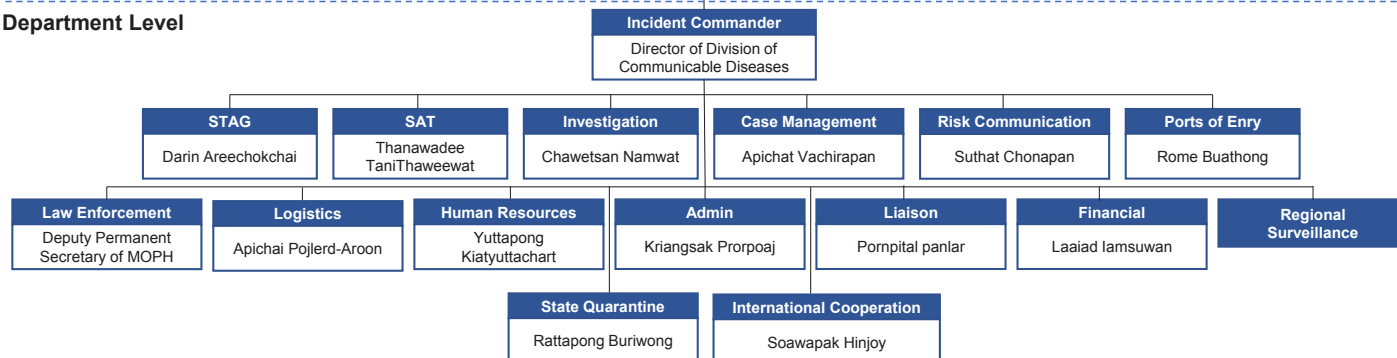 Department Level
Incident Commander
Director of Division of
Communicable Diseases
STAG
Darin Areechokchai
SAT
Thanawadee
TaniThaweewat
Investigation
Chawetsan Namwat
Case Management
Apichat Vachirapan
Risk Communication
Suthat Chonapan
Ports of Enry
Rome Buathong
Law Enforcement
Deputy Permanent
Secretary of MOPH
Logistics
Apichai Pojlerd-Aroon
Human Resources
Yuttapong
Kiatyuttachart
Admin
Kriangsak Prorpoaj
Liaison
Pornpital panlar
Financial
Laaiad Iamsuwan
Regional
Surveillance
State Quarantine
Rattapong Buriwong
International Cooperation
Soawapak Hinjoy